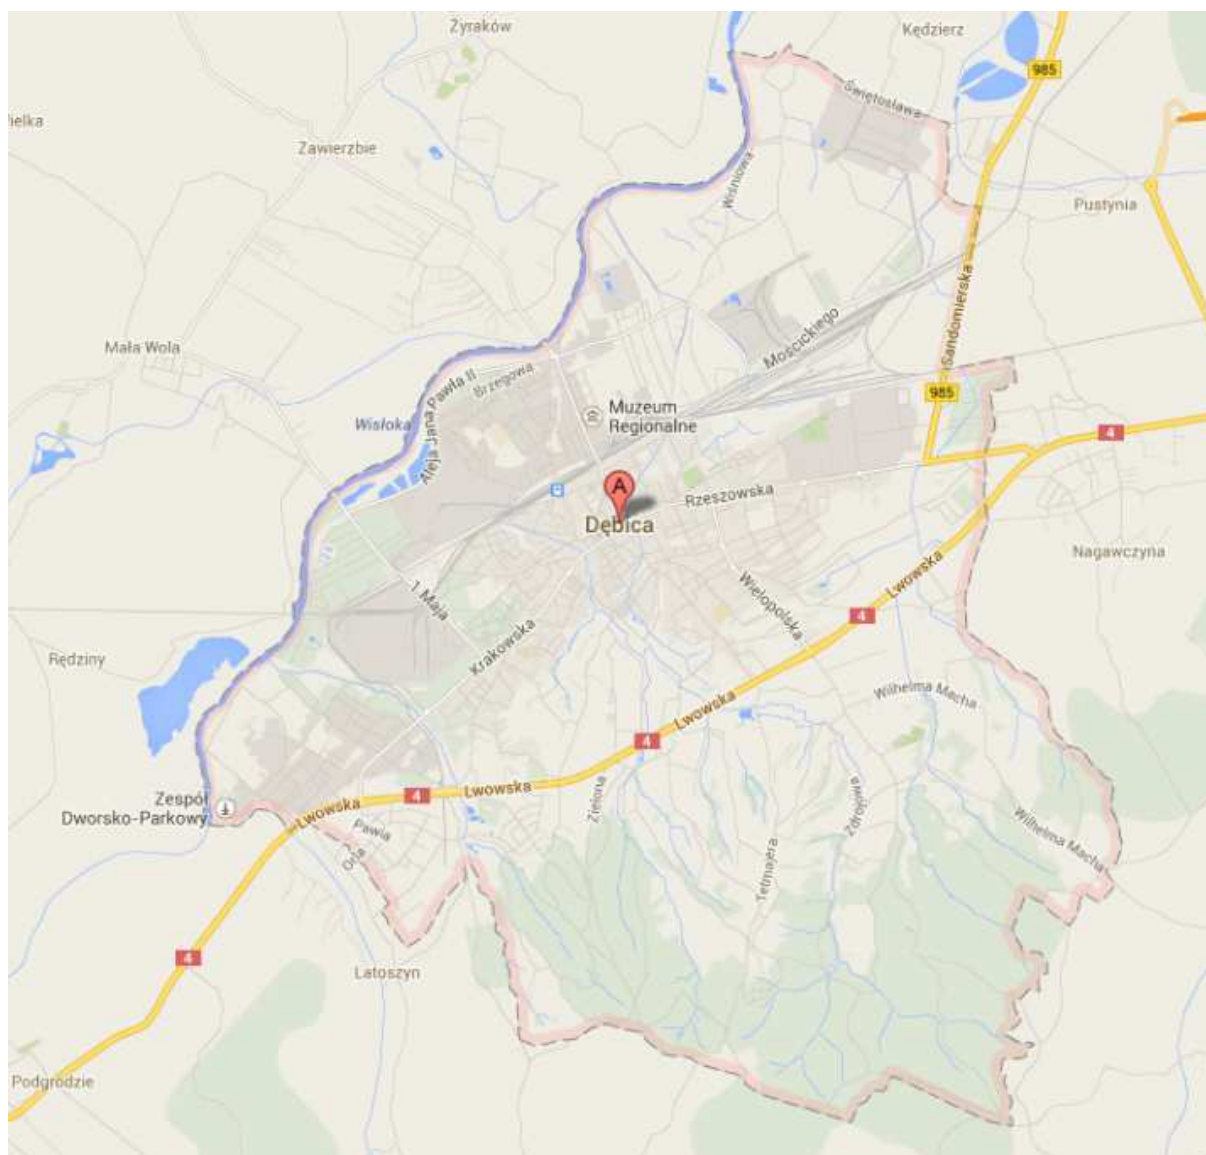 Żyraków
Kędzierz
985
Świętosława
ielka
Zawierzbie
Wiśniowa
Pustynia
Sandomierska
Mościckiego
Mała Wola
Aleja Jana Pawła II
Brzegowa
985
Muzeum
Regionalne
Wisłoka
4
A
Rzeszowska
Dębica
Nagawczyna
Lwowska
Wielopolska
4
1 Maja
Krakowska
Rędziny
Wilhelma Macha
Lwowska
4
Zespół
Dworsko-Parkowy
Lwowska
4
Lwowska
Zielona
Zdrojowa
Pawia
Orla
Wilhelma Macha
Tetmajera
4
Latoszyn
Podgrodzie